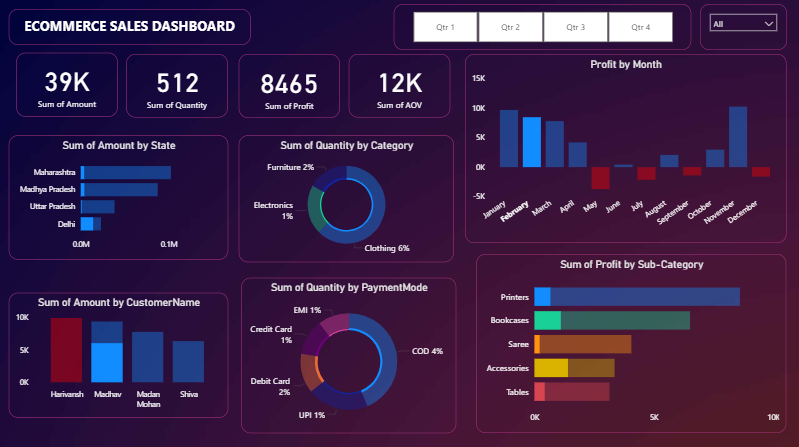 ECOMMERCE SALES DASHBOARD
Qtr 1
Qtr 2
Qtr 3
Qtr 4
All
39K
Sum of Amount
512
Sum of Quantity
8465
Sum of Profit
12K
Sum of AOV
Profit by Month
15K
10K
5K
0K
-5K
January
February
March
April
May
June
July
August
September
October
November
December
Sum of Amount by State
Maharashtra
Madhya Pradesh
Uttar Pradesh
Delhi
0.0M
0.1M
Sum of Quantity by Category
Furniture 2%
Electronics
1%
Clothing 6%
Sum of Amount by CustomerName
10K
5K
0K
Harivansh
Madhav
Madan
Mohan
Shiva
Sum of Quantity by PaymentMode
EMI 1%
Credit Card
1%
Debit Card
2%
UPI 1%
COD 4%
Sum of Profit by Sub-Category
Printers
Bookcases
Saree
Accessories
Tables
0K
5K
10K